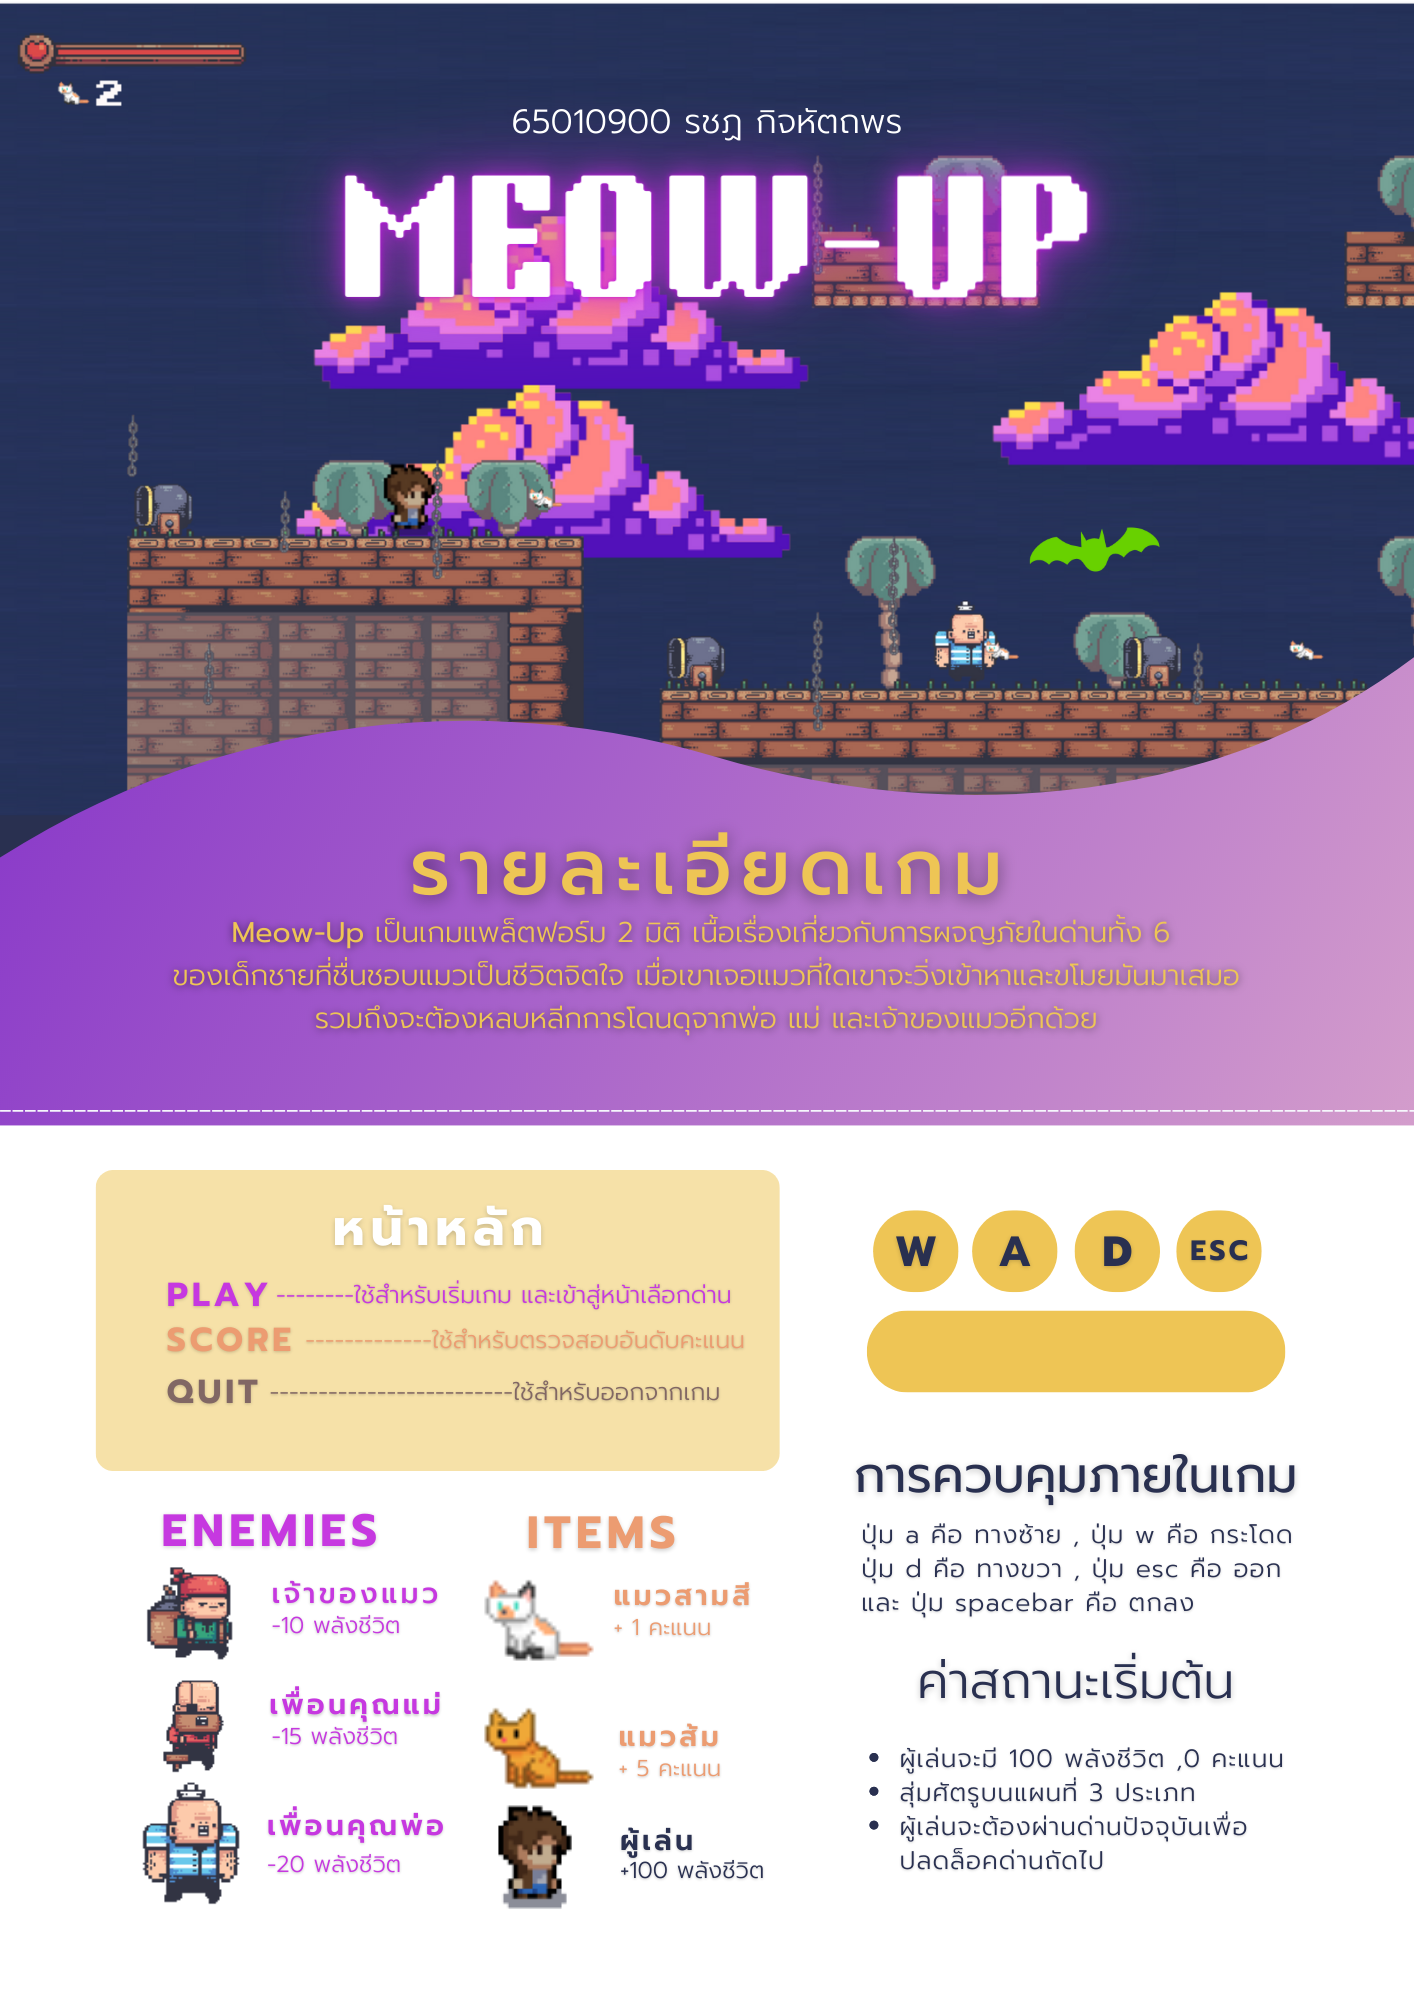 2
65010900 รชฏ กิจหัตถพร
MEOW-UP
รายละเอียดเกม
Meow-Up เป็นเกมแพล็ตฟอร์ม 2 มิติ เนื้อเรื่องเกี่ยวกับการผจญภัยในด่านทั้ง 6
ของเด็กชายที่ชื่นชอบแมวเป็นชีวิตจิตใจ เมื่อเขาเจอแมวที่ใดเขาจะวิ่งเข้าหาและขโมยมันมาเสมอ
รวมถึงจะต้องหลบหลีกการโดนดุจากพ่อ แม่ และเจ้าของแมวอีกด้วย
หน้าหลัก
PLAY --------ใช้สำหรับเริ่มเกม และเข้าสู่หน้าเลือกด่าน
SCORE -------------ใช้สำหรับตรวจสอบอันดับคะแนน
QUIT -------------------------ใช้สำหรับออกจากเกม
W A D ESC
การควบคุมภายในเกม
ปุ่ม a คือ ทางซ้าย , ปุ่ม w คือ กระโดด
ปุ่ม d คือ ทางขวา , ปุ่ม esc คือ ออก
และ ปุ่ม spacebar คือ ตกลง
ENEMIES
เจ้าของแมว
-10 พลังชีวิต
เพื่อนคุณแม่
-15 พลังชีวิต
เพื่อนคุณพ่อ
-20 พลังชีวิต
ITEMS
แมวสามสี
+ 1 คะแนน
แมวส้ม
+ 5 คะแนน
ผู้เล่น
+100 พลังชีวิต
ค่าสถานะเริ่มต้น
• ผู้เล่นจะมี 100 พลังชีวิต ,0 คะแนน
• สุ่มศัตรูบนแผนที่ 3 ประเภท
• ผู้เล่นจะต้องผ่านด่านปัจจุบันเพื่อ
ปลดล็อคด่านถัดไป